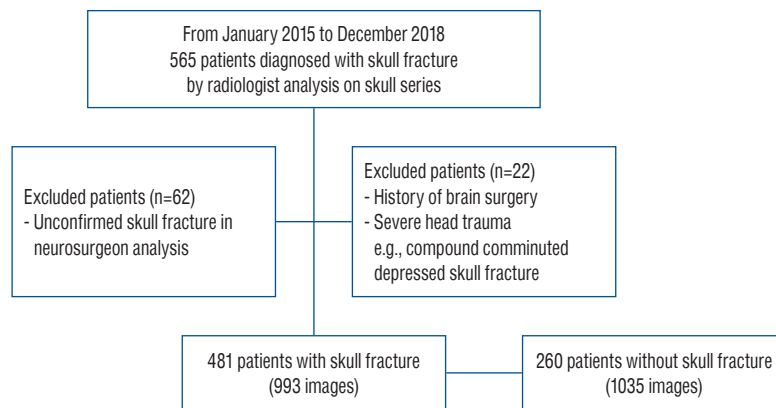 From January 2015 to December 2018
565 patients diagnosed with skull fracture
by radiologist analysis on skull series
Excluded patients (n=62)
- Unconfirmed skull fracture in
neurosurgeon analysis
Excluded patients (n=22)
- History of brain surgery
- Severe head trauma
e.g., compound comminuted
depressed skull fracture
481 patients with skull fracture
(993 images)
260 patients without skull fracture
(1035 images)